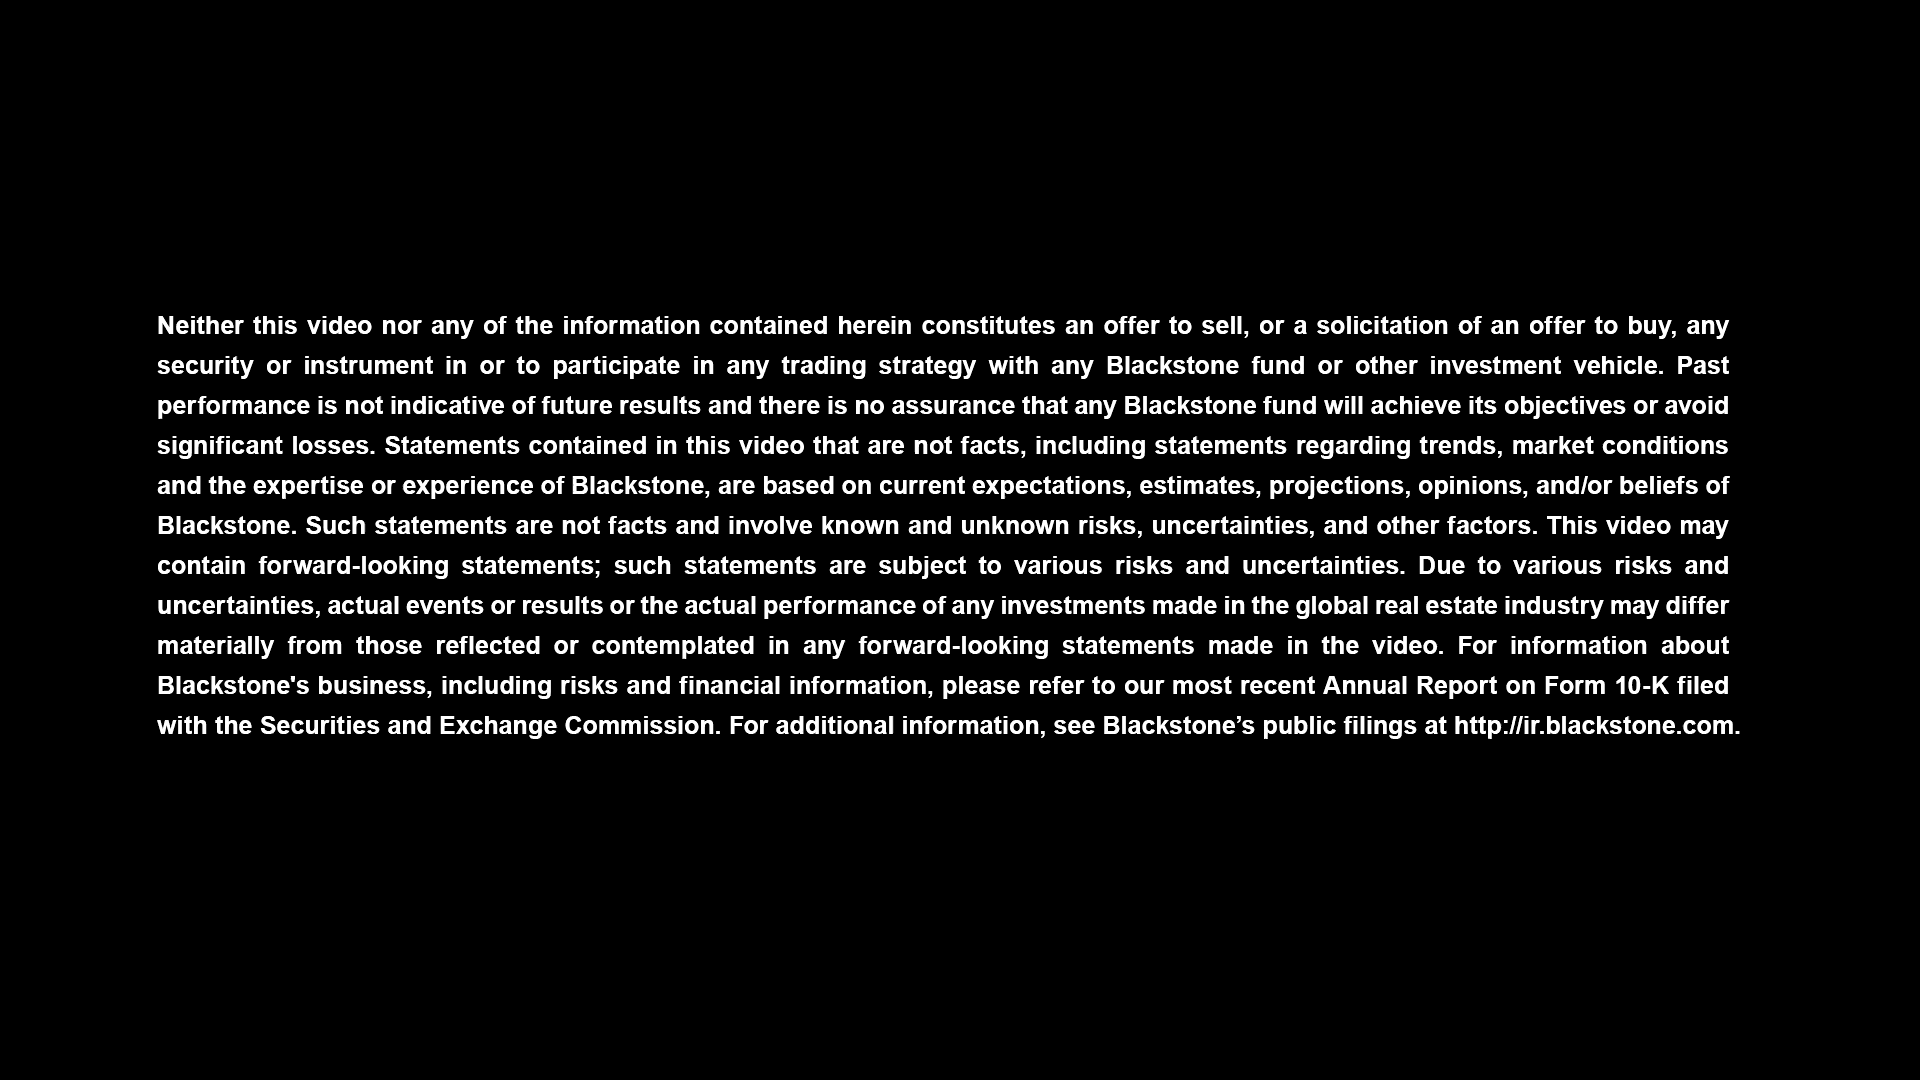 Neither this video nor any of the information contained herein constitutes an offer to sell, or a solicitation of an offer to buy, any
security or instrument in or to participate in any trading strategy with any Blackstone fund or other investment vehicle. Past
performance is not indicative of future results and there is no assurance that any Blackstone fund will achieve its objectives or avoid
significant losses. Statements contained in this video that are not facts, including statements regarding trends, market conditions
and the expertise or experience of Blackstone, are based on current expectations, estimates, projections, opinions, and/or beliefs of
Blackstone. Such statements are not facts and involve known and unknown risks, uncertainties, and other factors. This video may
contain forward-looking statements; such statements are subject to various risks and uncertainties. Due to various risks and
uncertainties, actual events or results or the actual performance of any investments made in the global real estate industry may differ
materially from those reflected or contemplated in any forward-looking statements made in the video. For information about
Blackstone's business, including risks and financial information, please refer to our most recent Annual Report on Form 10-K filed
with the Securities and Exchange Commission. For additional information, see Blackstone’s public filings at http://ir.blackstone.com.